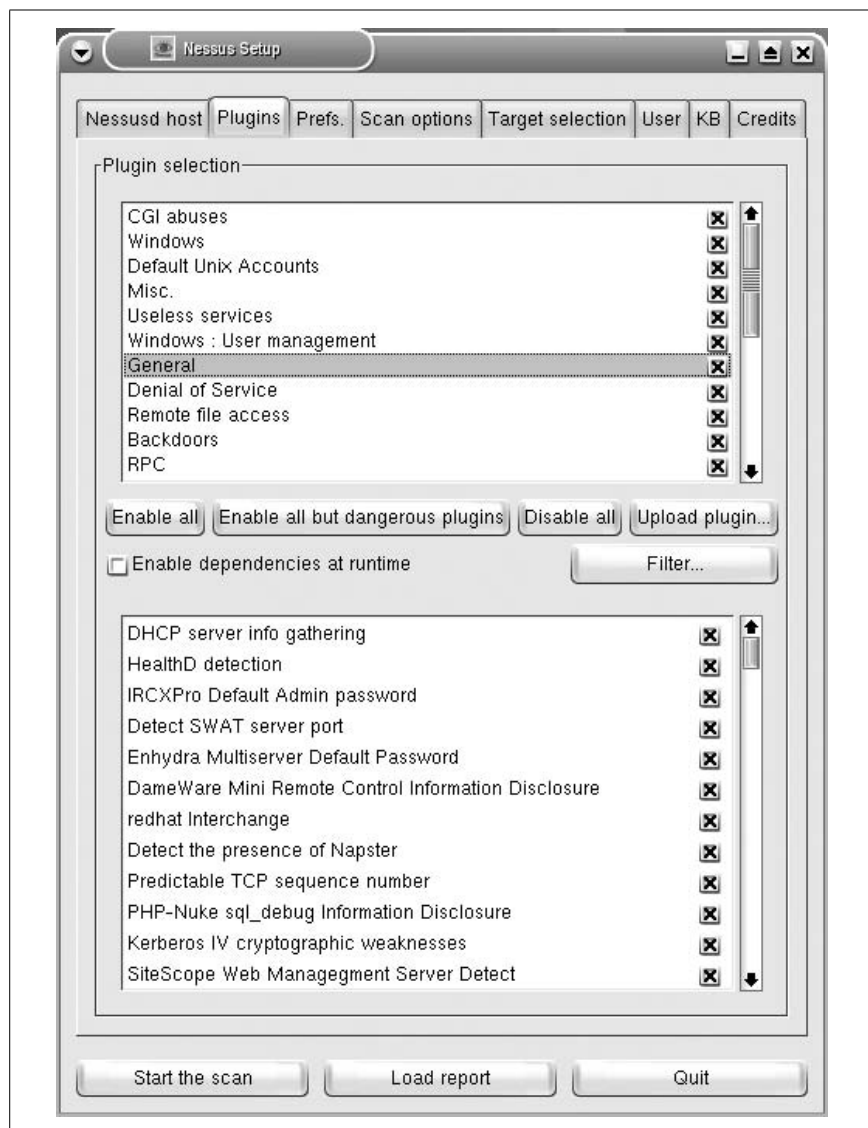 Nessus Setup
Nessusd host Plugins Prefs. Scan options Target selection User KB Credits
Plugin selection
CGI abuses
Windows
Default Unix Accounts
Misc.
Useless services
Windows : User management
General
Denial of Service
Remote file access
Backdoors
RPC
Enable all Enable all but dangerous plugins Disable all Upload plugin...
Enable dependencies at runtime Filter...
DHCP server info gathering
HealthD detection
IRCXPro Default Admin password
Detect SWAT server port
Enhydra Multiserver Default Password
DameWare Mini Remote Control Information Disclosure
redhat Interchange
Detect the presence of Napster
Predictable TCP sequence number
PHP-Nuke sql_debug Information Disclosure
Kerberos IV cryptographic weaknesses
SiteScope Web Managegment Server Detect
Start the scan Load report Quit